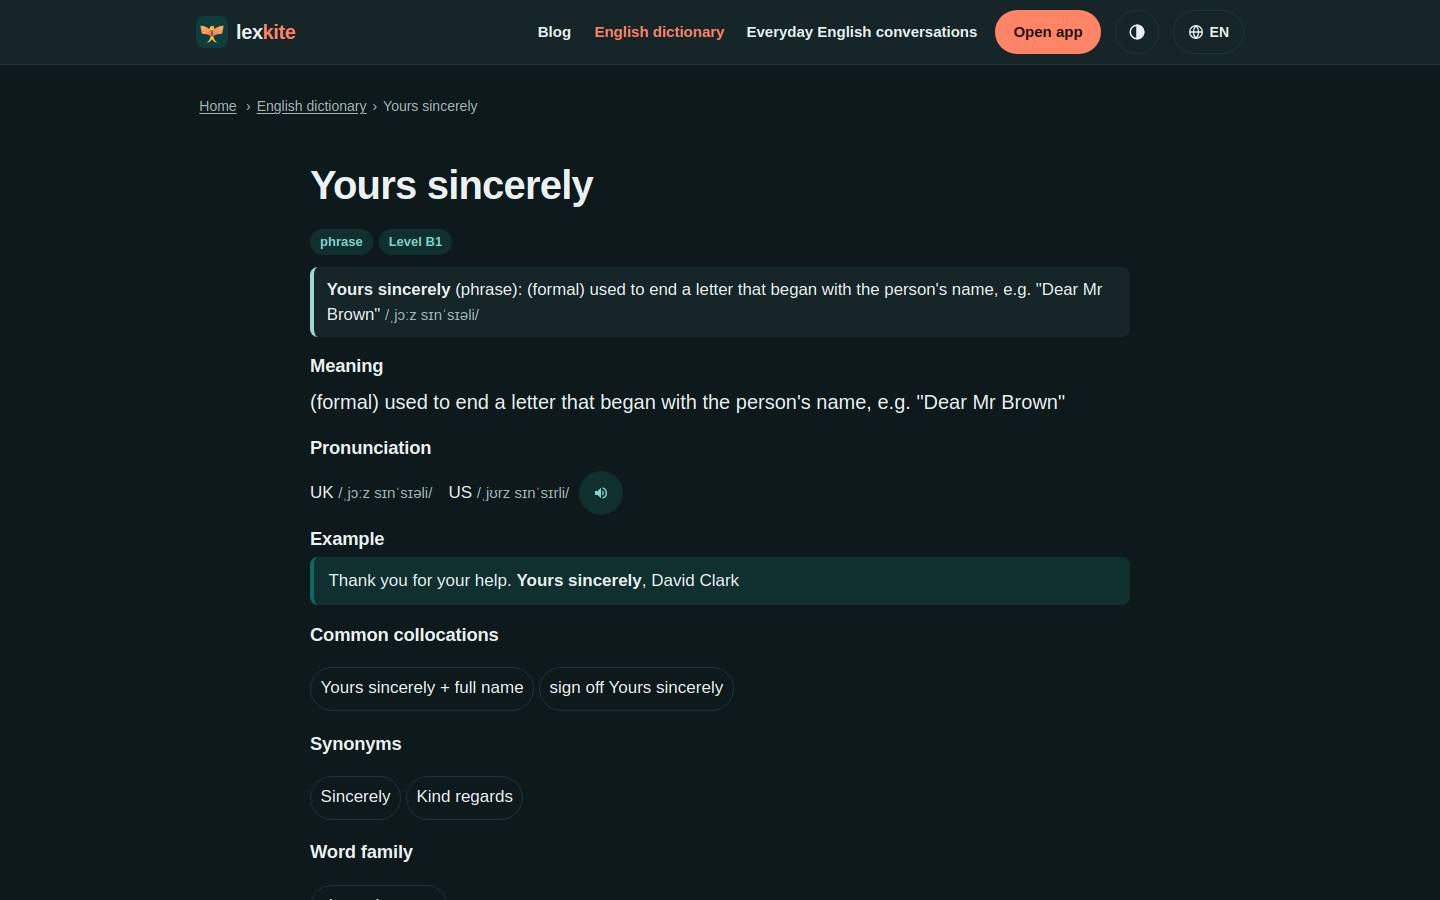 lexkite
Blog
English dictionary
Everyday English conversations
Open app
EN
Home › English dictionary › Yours sincerely
Yours sincerely
phrase
Level B1
Yours sincerely (phrase): (formal) used to end a letter that began with the person's name, e.g. "Dear Mr
Brown" /ˌjɔːz sɪnˈsɪəli/
Meaning
(formal) used to end a letter that began with the person's name, e.g. "Dear Mr Brown"
Pronunciation
UK /ˌjɔːz sɪnˈsɪəli/ US /ˌjʊrz sɪnˈsɪrli/
Example
Thank you for your help. Yours sincerely, David Clark
Common collocations
Yours sincerely + full name
sign off Yours sincerely
Synonyms
Sincerely
Kind regards
Word family